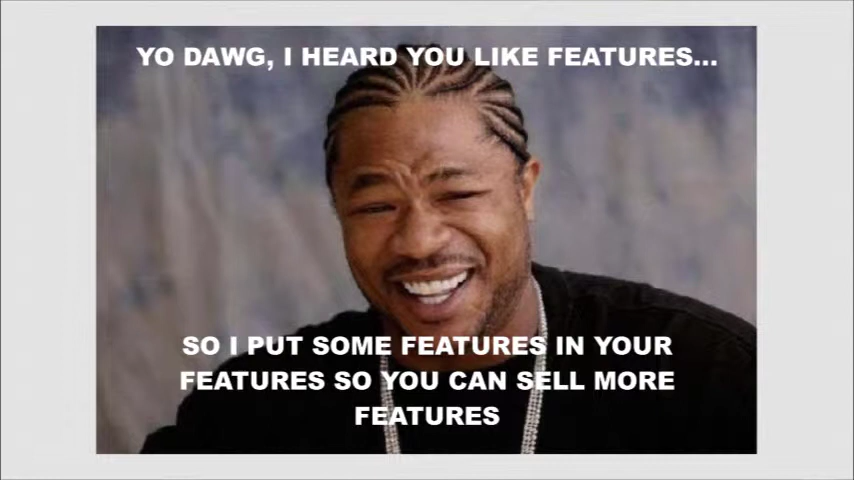 YO DAWG, I HEARD YOU LIKE FEATURES...
SO I PUT SOME FEATURES IN YOUR
FEATURES SO YOU CAN SELL MORE
FEATURES